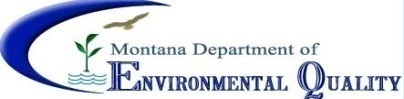 Montana Department of
ENVIRONMENTAL QUALITY